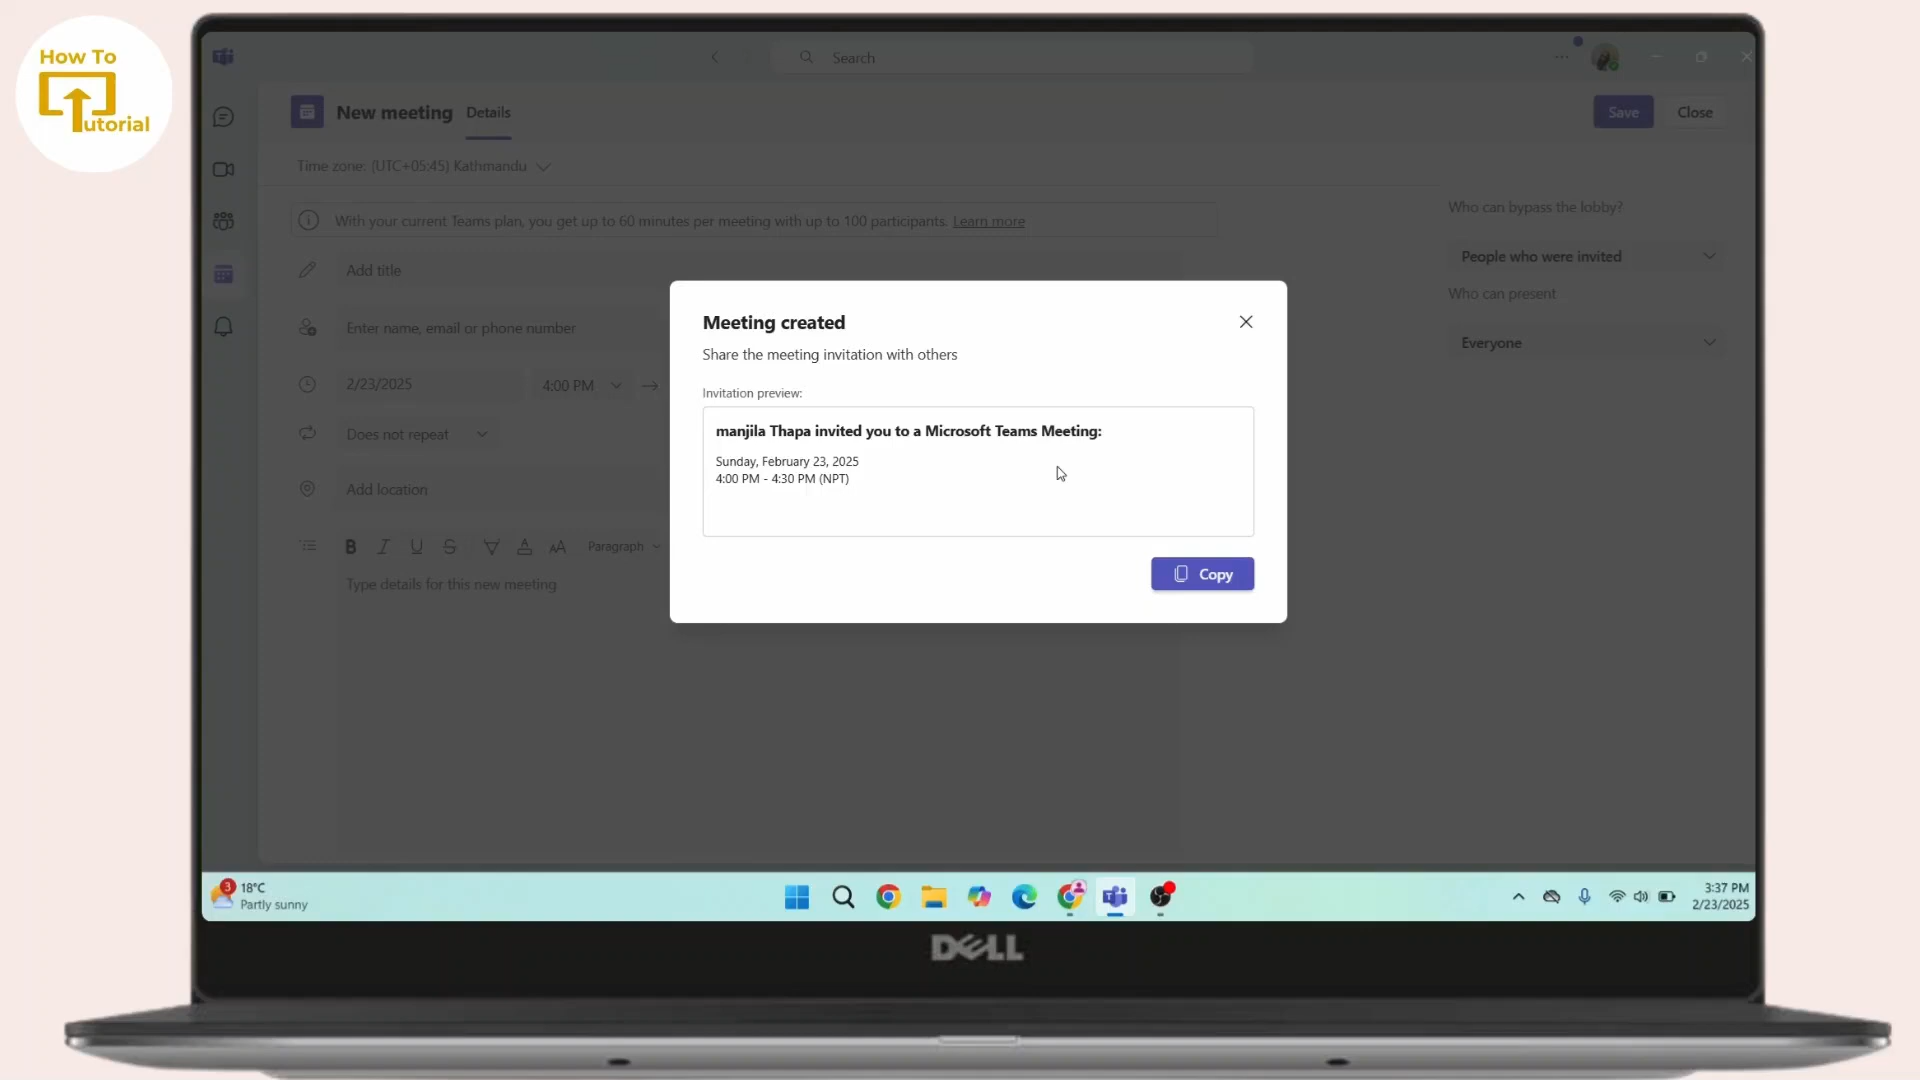 How To
utorial
Search
New meeting
Details
Save
Close
Time zone: (UTC+05:45) Kathmandu
With your current Teams plan, you get up to 60 minutes per meeting with up to 100 participants. Learn more
Who can bypass the lobby?
People who were invited
Who can present
Everyone
Add title
Enter name, email or phone number
2/23/2025
4:00 PM
Does not repeat
Add location
B I U S Paragraph
Type details for this new meeting
Meeting created
Share the meeting invitation with others
Invitation preview:
manjila Thapa invited you to a Microsoft Teams Meeting:
Sunday, February 23, 2025
4:00 PM - 4:30 PM (NPT)
Copy
3
18°C
Partly sunny
3:37 PM
2/23/2025
DELL